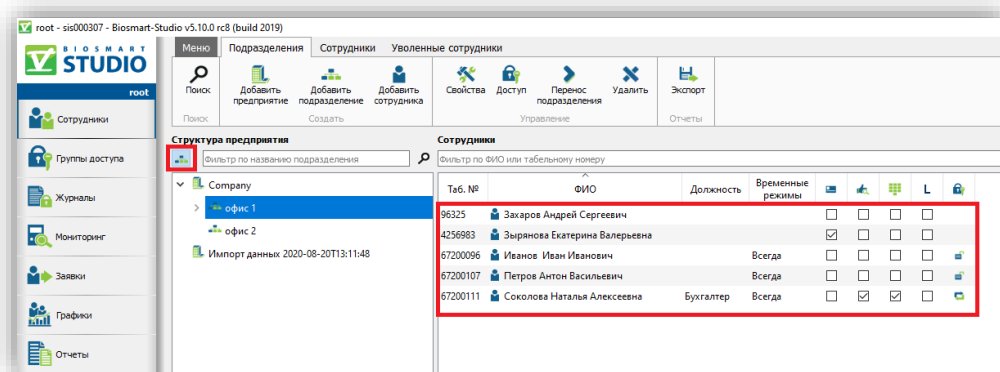 root - sis000307 - Biosmart-Studio v5.10.0 rc8 (build 2019)
BIOSMART
V STUDIO
root
Сотрудники
Группы доступа
Журналы
Мониторинг
Заявки
Графики
Отчеты
Меню Подразделения Сотрудники Уволенные сотрудники
Поиск Добавить предприятие Добавить подразделение Добавить сотрудника Свойства Доступ Перенос подразделения Удалить Экспорт
Поиск Создать Управление Отчеты
Структура предприятия
Фильтр по названию подразделения
Company
офис 1
офис 2
Импорт данных 2020-08-20T13:11:48
Сотрудники
Фильтр по ФИО или табельному номеру
Таб. № ФИО Должность Временные режимы L
96325 Захаров Андрей Сергеевич
4256983 Зырянова Екатерина Валерьевна
67200096 Иванов Иван Иванович Всегда
67200107 Петров Антон Васильевич Всегда
67200111 Соколова Наталья Алексеевна Бухгалтер Всегда